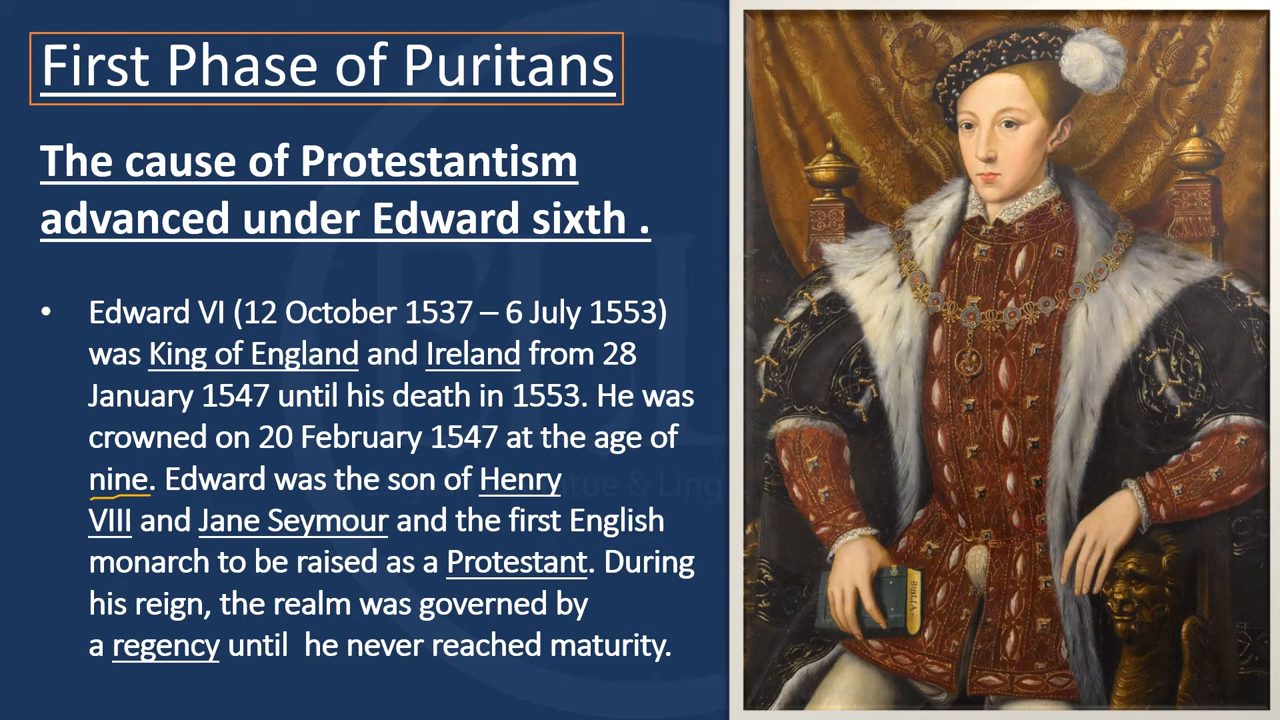 First Phase of Puritans
The cause of Protestantism
advanced under Edward sixth .
• Edward VI (12 October 1537 – 6 July 1553)
was King of England and Ireland from 28
January 1547 until his death in 1553. He was
crowned on 20 February 1547 at the age of
nine. Edward was the son of Henry
VIII and Jane Seymour and the first English
monarch to be raised as a Protestant. During
his reign, the realm was governed by
a regency until he never reached maturity.
BIBLIA